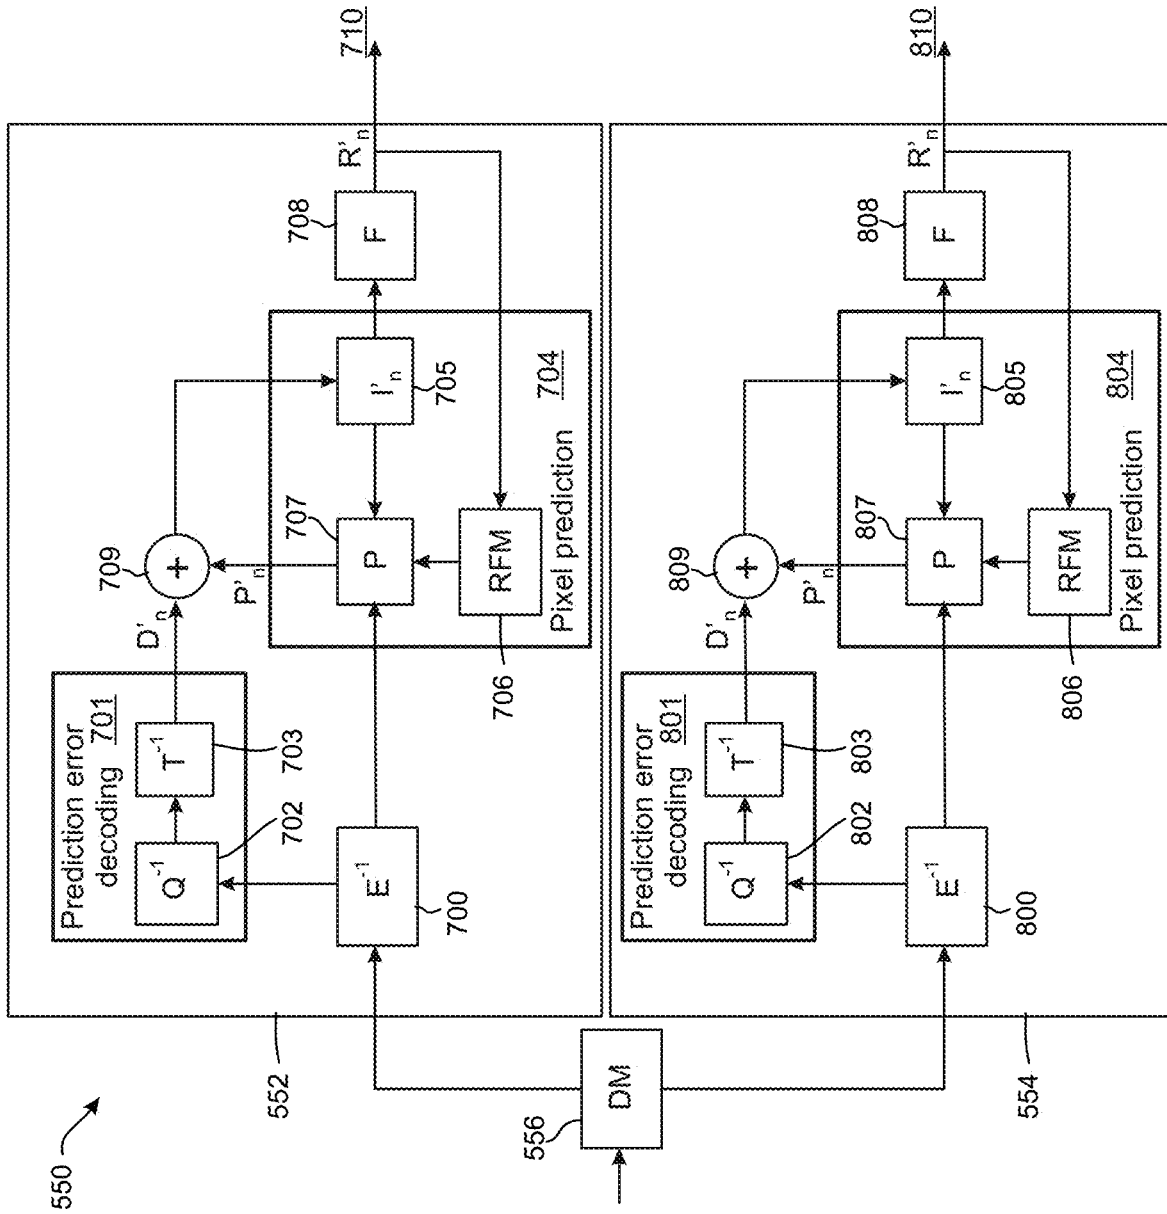 550
552
556
DM
554
Prediction error
decoding 701
Q⁻¹
T⁻¹
702
703
E⁻¹
700
D'ₙ
709
+
P'ₙ
707
P
I'ₙ
705
RFM
706
Pixel prediction
704
708
F
R'ₙ
710
Prediction error
decoding 801
Q⁻¹
T⁻¹
802
803
E⁻¹
800
D'ₙ
809
+
P'ₙ
807
P
I'ₙ
805
RFM
806
Pixel prediction
804
808
F
R'ₙ
810